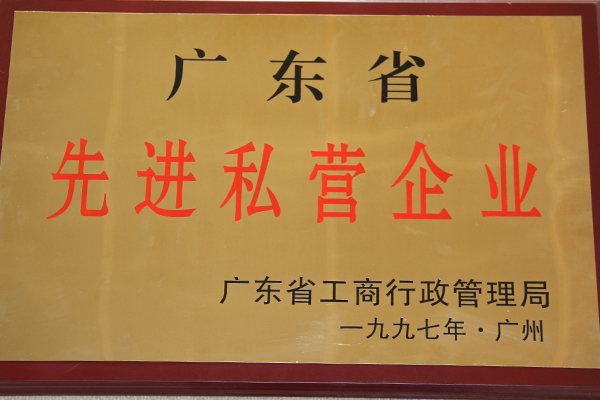 广东省
先进私营企业
广东省工商行政管理局
一九九七年·广州